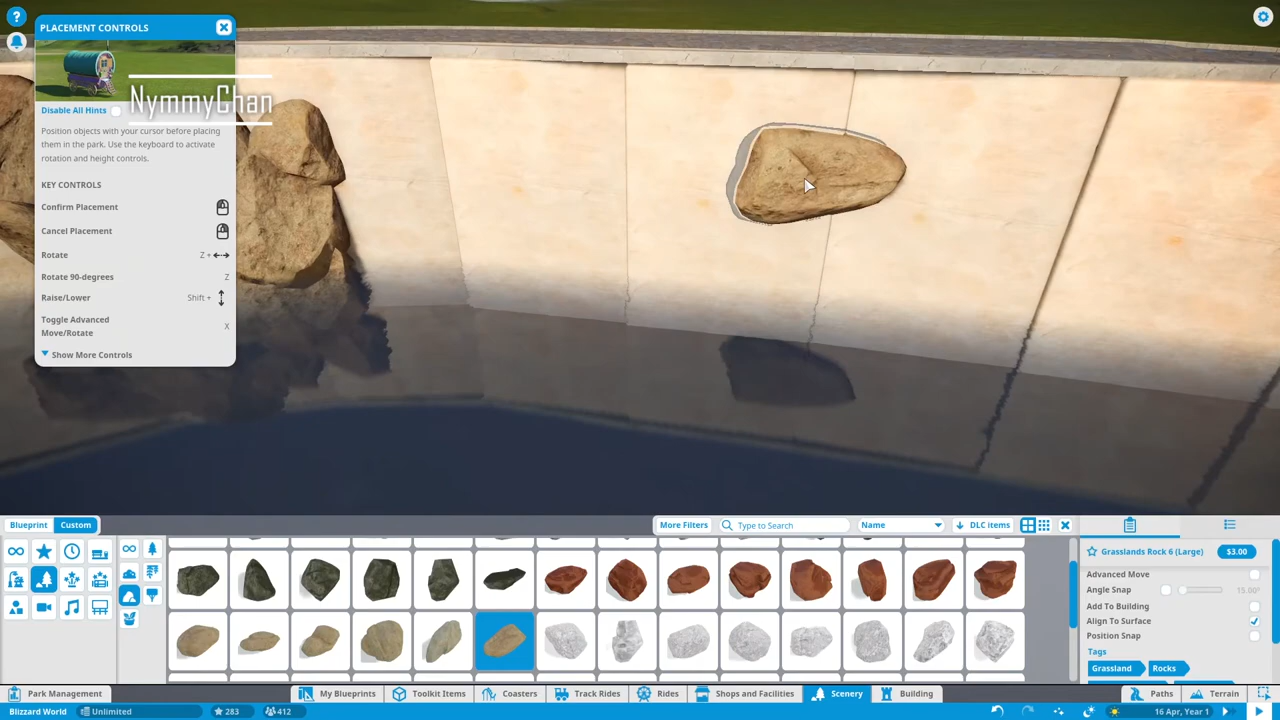 PLACEMENT CONTROLS
NymmyChan
Disable All Hints
Position objects with your cursor before placing
them in the park. Use the keyboard to activate
rotation and height controls.
KEY CONTROLS
Confirm Placement
Cancel Placement
Rotate Z +
Rotate 90-degrees Z
Raise/Lower Shift +
Toggle Advanced
Move/Rotate X
Show More Controls
Blueprint Custom More Filters Type to Search Name DLC items
Grasslands Rock 6 (Large) $3.00
Advanced Move
Angle Snap 15.00°
Add To Building
Align To Surface
Position Snap
Tags
Grassland Rocks
Park Management My Blueprints Toolkit Items Coasters Track Rides Rides Shops and Facilities Scenery Building Paths Terrain
Blizzard World Unlimited 283 412 16 Apr, Year 1